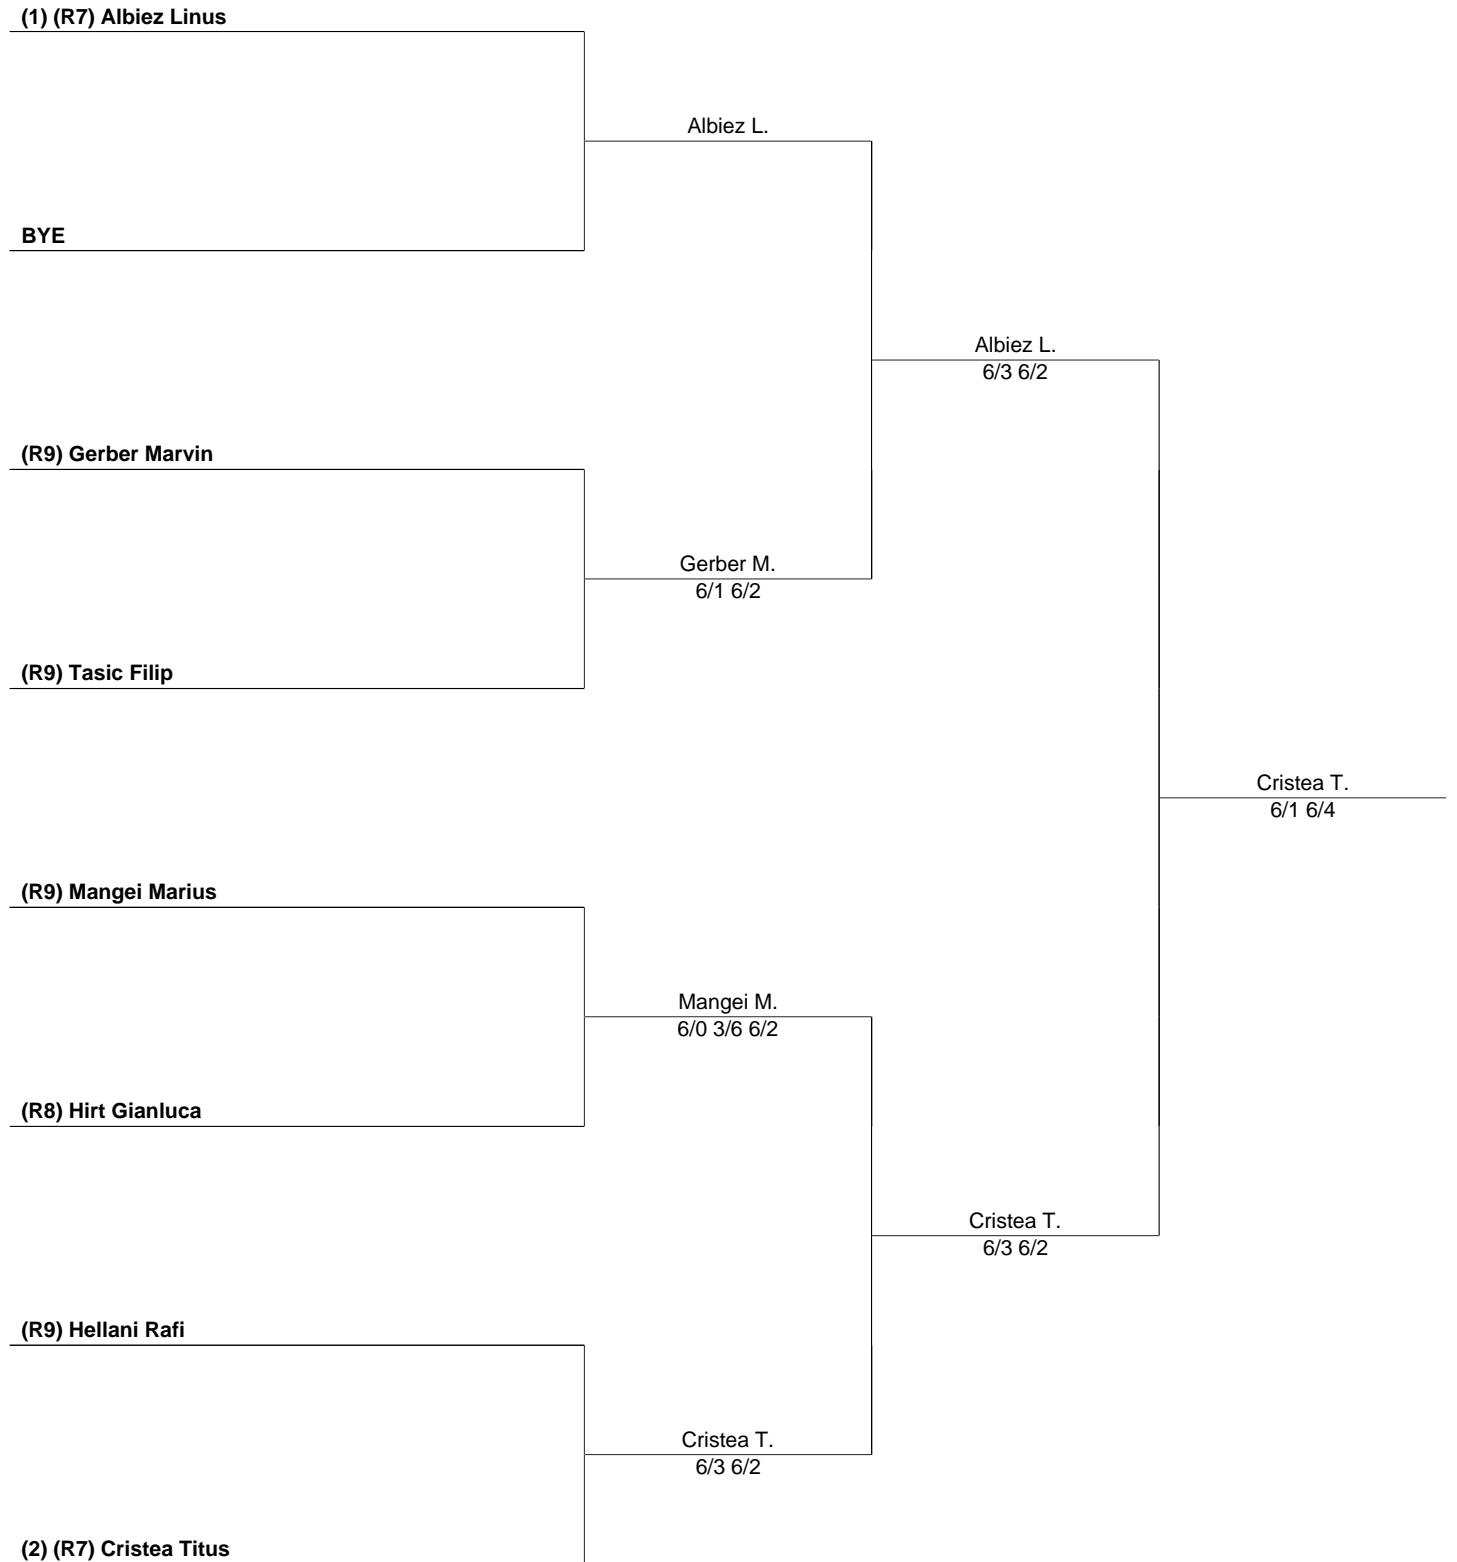 (1) (R7) Albiez Linus
Albiez L.
BYE
Albiez L.
6/3 6/2
(R9) Gerber Marvin
Gerber M.
6/1 6/2
(R9) Tasic Filip
Cristea T.
6/1 6/4
(R9) Mangei Marius
Mangei M.
6/0 3/6 6/2
(R8) Hirt Gianluca
Cristea T.
6/3 6/2
(R9) Hellani Rafi
Cristea T.
6/3 6/2
(2) (R7) Cristea Titus